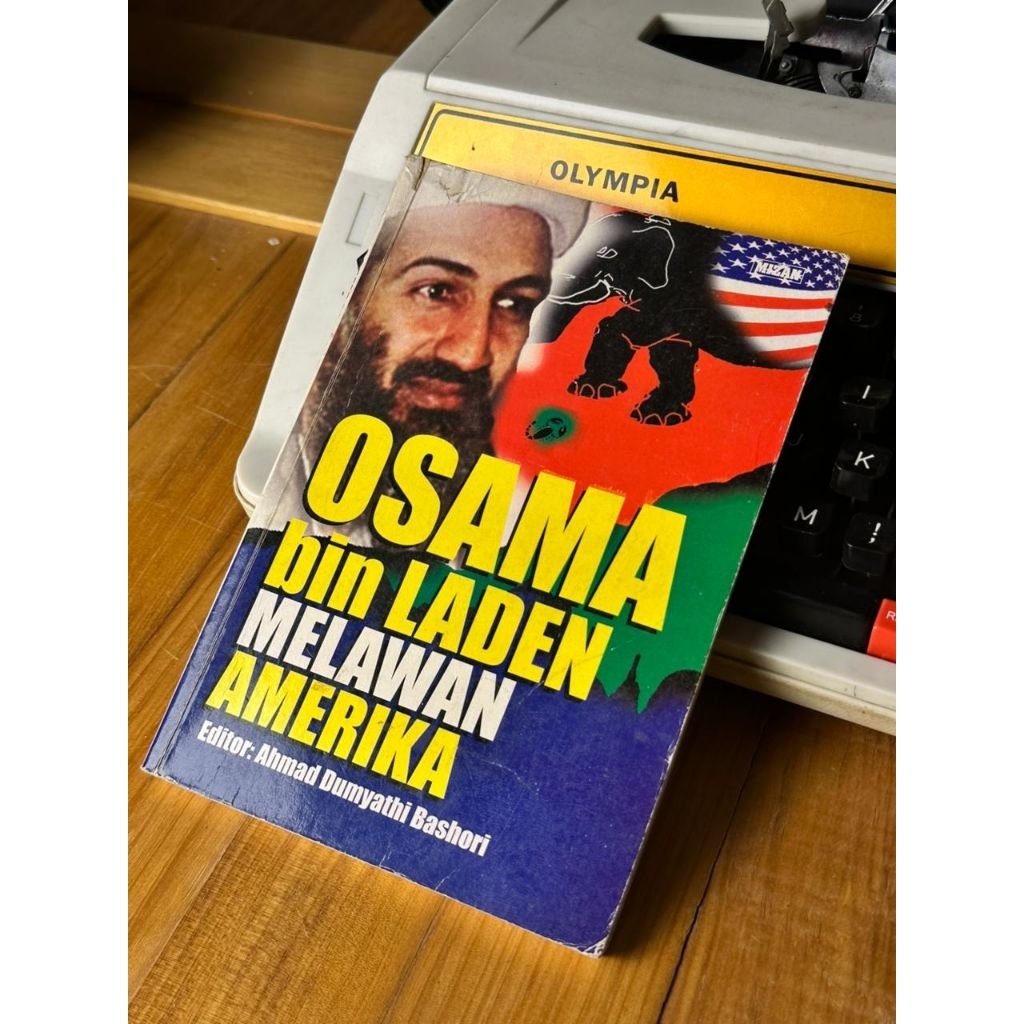 OLYMPIA
MIZAN
OSAMA
bin LADEN
MELAWAN
AMERIKA
Editor: Ahmad Dumyathi Bashori
I
K
M
!
R